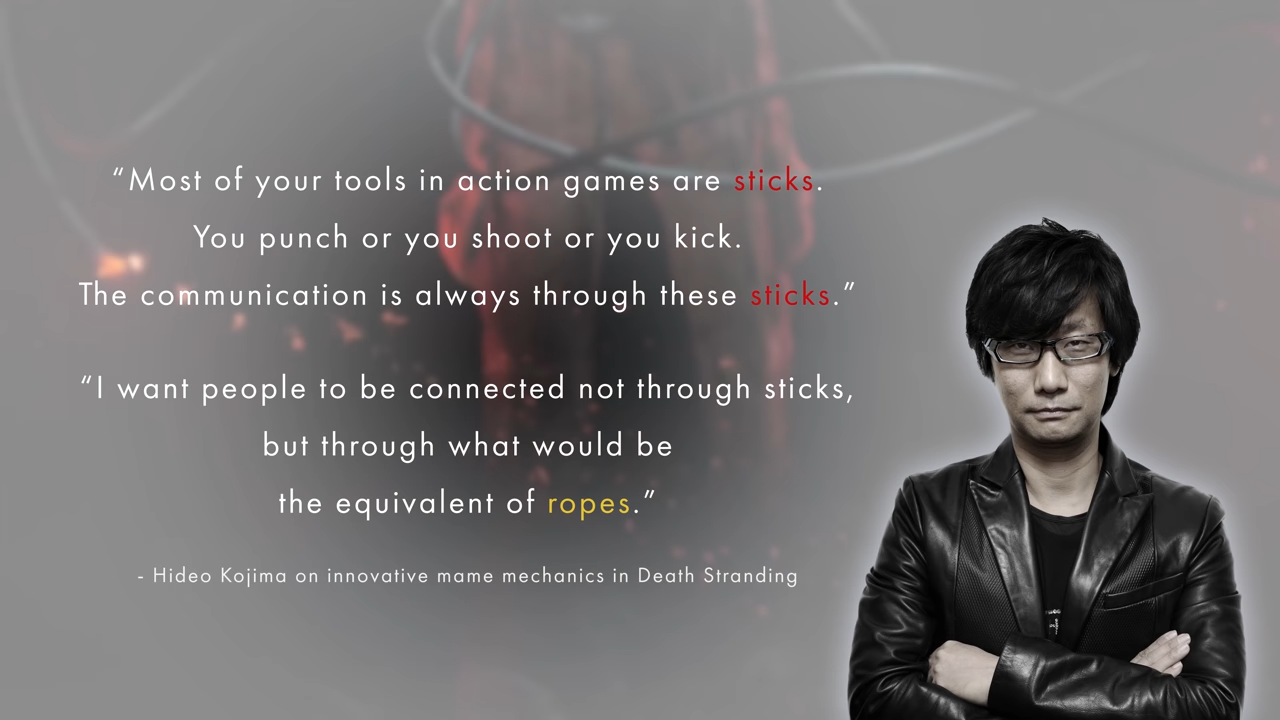 “Most of your tools in action games are sticks.
You punch or you shoot or you kick.
The communication is always through these sticks.”
“I want people to be connected not through sticks,
but through what would be
the equivalent of ropes.”
- Hideo Kojima on innovative mame mechanics in Death Stranding